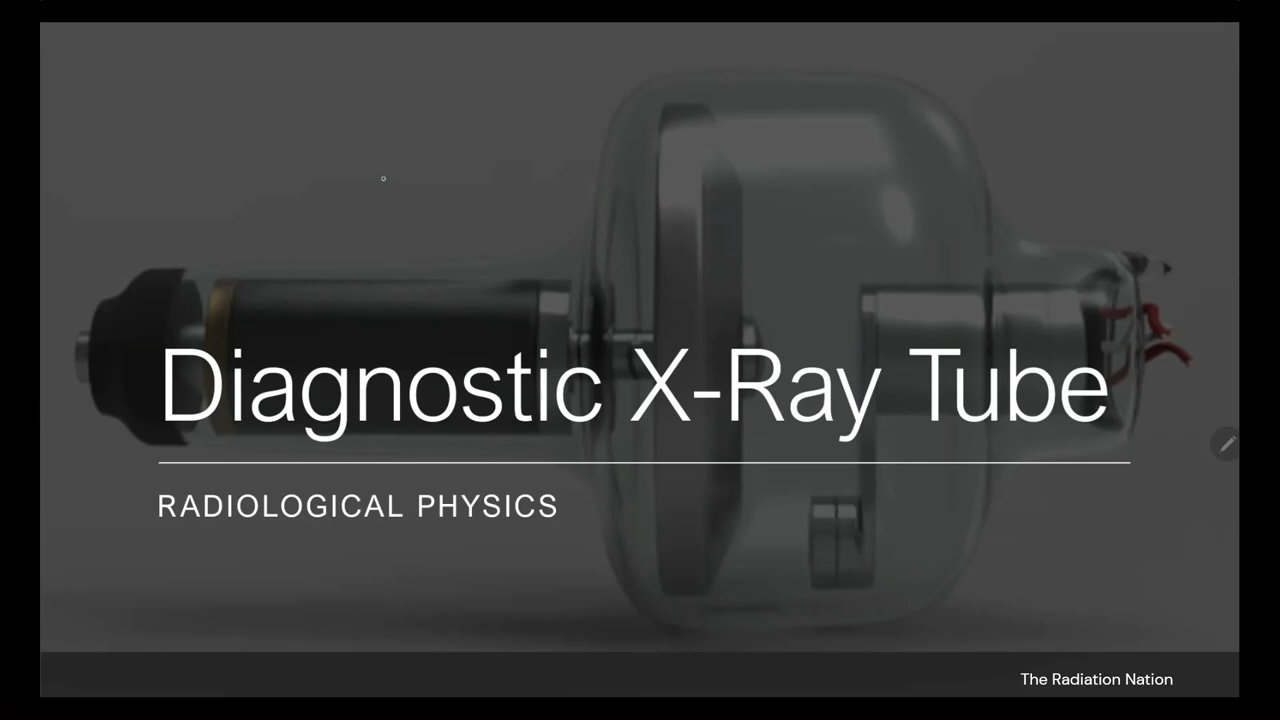 Diagnostic X-Ray Tube
RADIOLOGICAL PHYSICS
The Radiation Nation